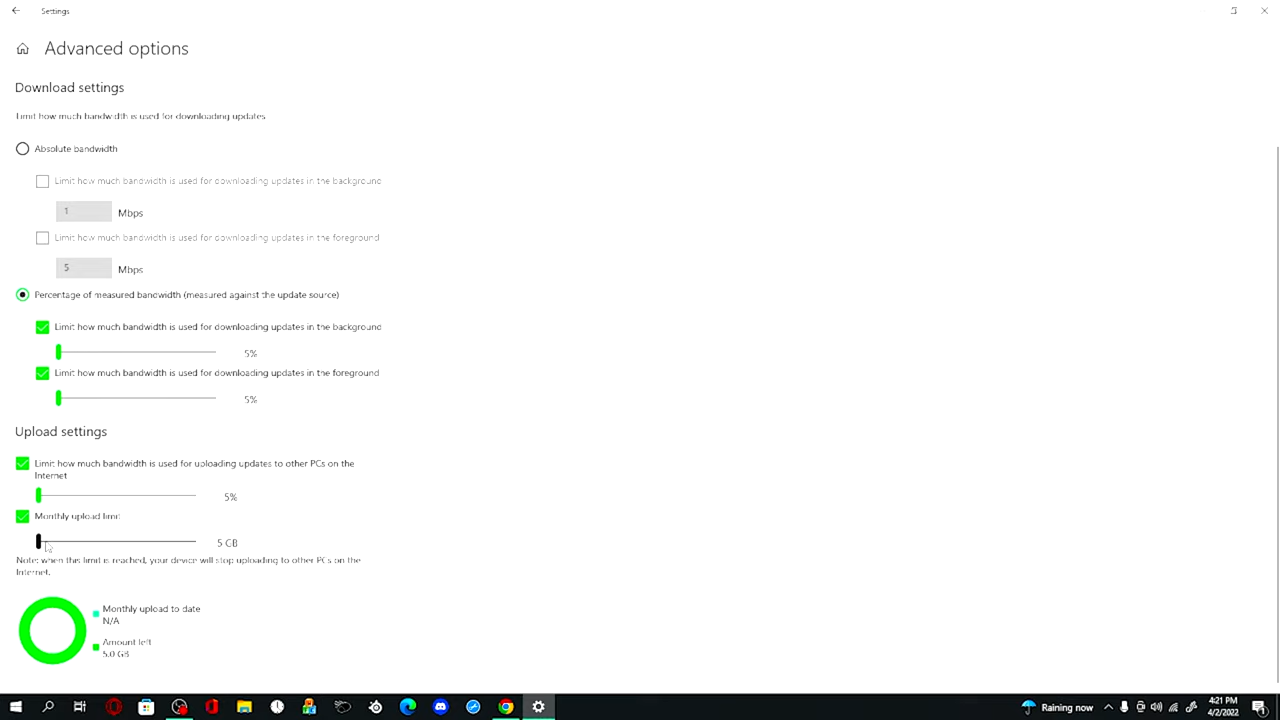 Settings
Advanced options
Download settings
Limit how much bandwidth is used for downloading updates
Absolute bandwidth
Limit how much bandwidth is used for downloading updates in the background
1 Mbps
Limit how much bandwidth is used for downloading updates in the foreground
5 Mbps
Percentage of measured bandwidth (measured against the update source)
Limit how much bandwidth is used for downloading updates in the background
5%
Limit how much bandwidth is used for downloading updates in the foreground
5%
Upload settings
Limit how much bandwidth is used for uploading updates to other PCs on the
Internet
5%
Monthly upload limit
5 GB
Note: when this limit is reached, your device will stop uploading to other PCs on the
Internet.
Monthly upload to date
N/A
Amount left
5.0 GB
Raining now
4:21 PM
4/2/2022
1